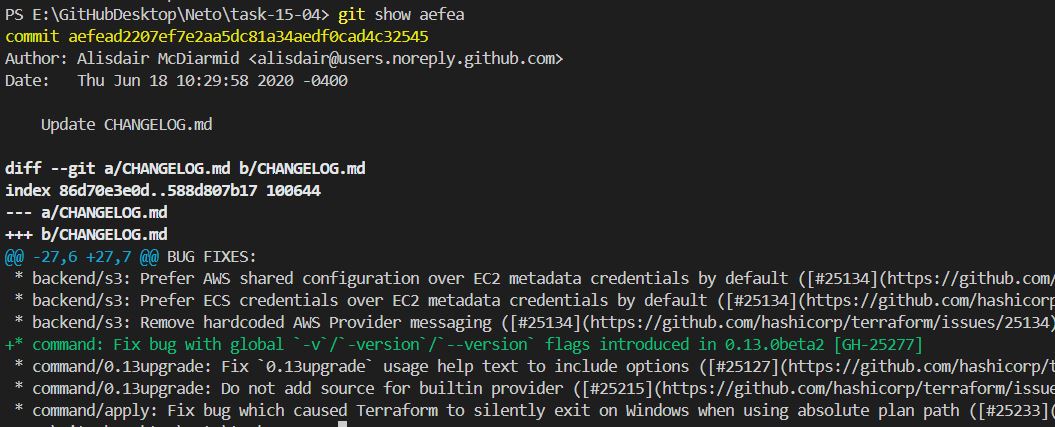 PS E:\GitHubDesktop\Neto\task-15-04> git show aefea
commit aefead2207ef7e2aa5dc81a34aedf0cad4c32545
Author: Alisdair McDiarmid <alisdair@users.noreply.github.com>
Date:   Thu Jun 18 10:29:58 2020 -0400
Update CHANGELOG.md
diff --git a/CHANGELOG.md b/CHANGELOG.md
index 86d70e3e0d..588d807b17 100644
--- a/CHANGELOG.md
+++ b/CHANGELOG.md
@@ -27,6 +27,7 @@ BUG FIXES:
 * backend/s3: Prefer AWS shared configuration over EC2 metadata credentials by default ([#25134](https://github.com/
 * backend/s3: Prefer ECS credentials over EC2 metadata credentials by default ([#25134](https://github.com/hashicorp
 * backend/s3: Remove hardcoded AWS Provider messaging ([#25134](https://github.com/hashicorp/terraform/issues/25134)
+* command: Fix bug with global `-v`/`-version`/`--version` flags introduced in 0.13.0beta2 [GH-25277]
 * command/0.13upgrade: Fix `0.13upgrade` usage help text to include options ([#25127](https://github.com/hashicorp/t
 * command/0.13upgrade: Do not add source for builtin provider ([#25215](https://github.com/hashicorp/terraform/issue
 * command/apply: Fix bug which caused Terraform to silently exit on Windows when using absolute plan path ([#25233](